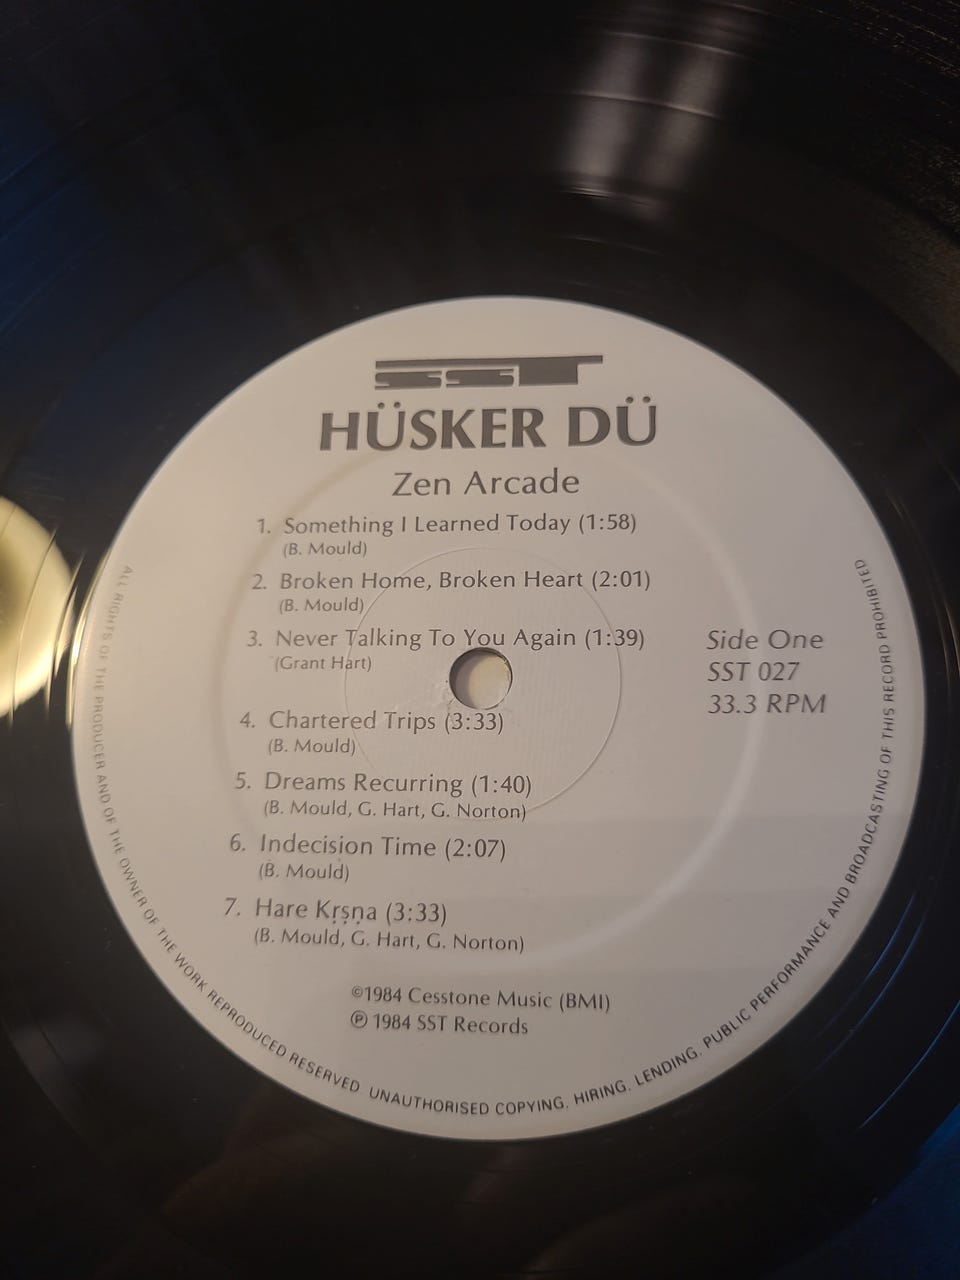 SST
HÜSKER DÜ
Zen Arcade
1. Something I Learned Today (1:58)
(B. Mould)
2. Broken Home, Broken Heart (2:01)
(B. Mould)
3. Never Talking To You Again (1:39)
(Grant Hart)
4. Chartered Trips (3:33)
(B. Mould)
5. Dreams Recurring (1:40)
(B. Mould, G. Hart, G. Norton)
6. Indecision Time (2:07)
(B. Mould)
7. Hare Kṛṣṇa (3:33)
(B. Mould, G. Hart, G. Norton)
Side One
SST 027
33.3 RPM
©1984 Cesstone Music (BMI)
℗ 1984 SST Records
ALL RIGHTS OF THE PRODUCER AND OF THE OWNER OF THE WORK REPRODUCED RESERVED UNAUTHORISED COPYING. HIRING. LENDING. PUBLIC PERFORMANCE AND BROADCASTING OF THIS RECORD PROHIBITED